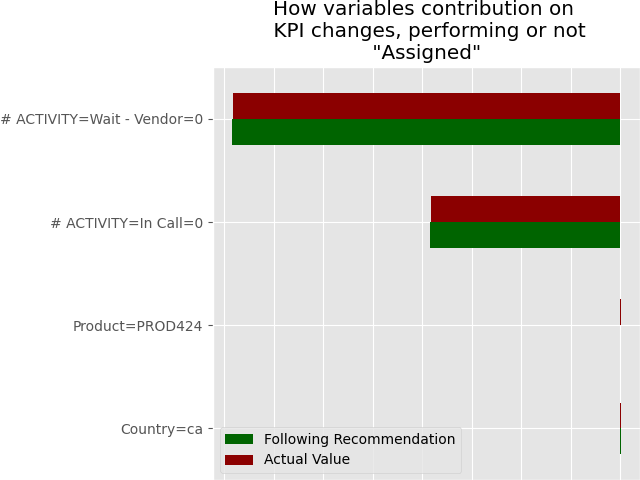 How variables contribution on
KPI changes, performing or not
"Assigned"
# ACTIVITY=Wait - Vendor=0
# ACTIVITY=In Call=0
Product=PROD424
Country=ca
Following Recommendation
Actual Value